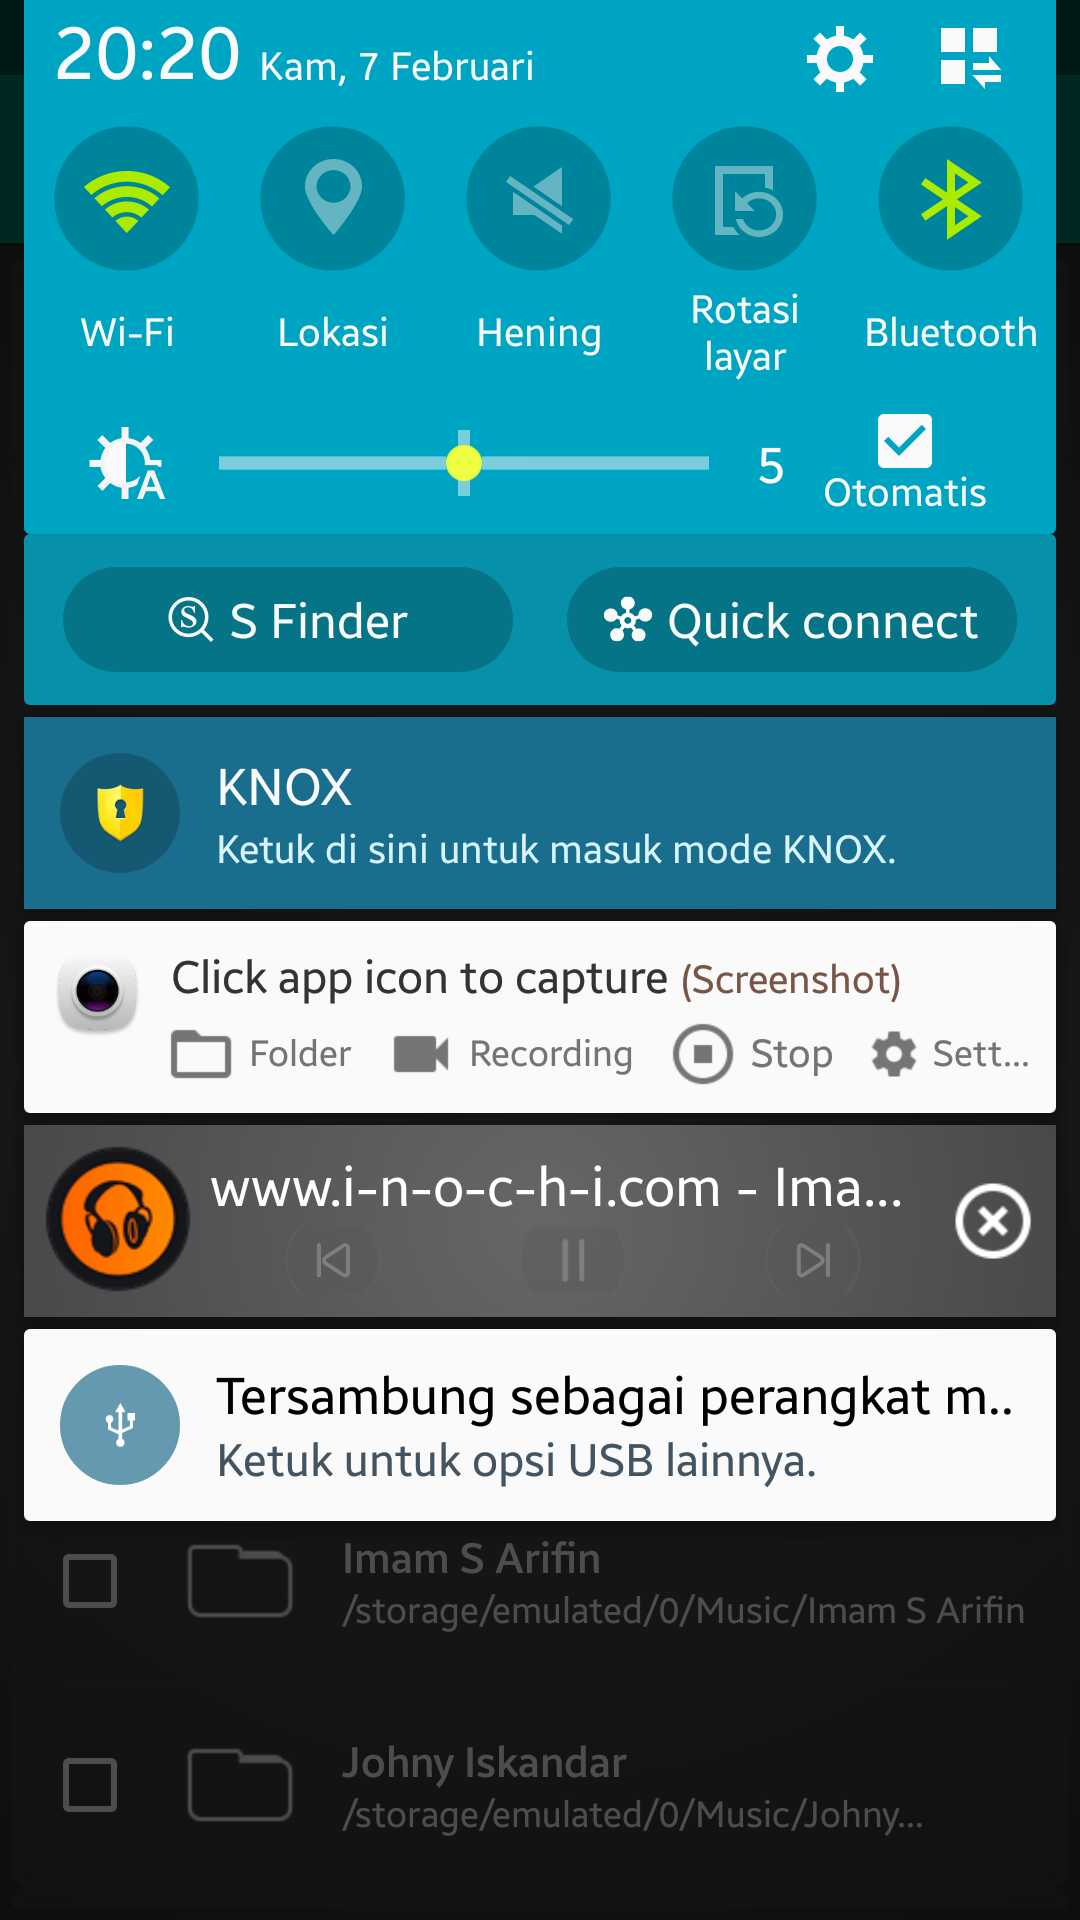 20:20 Kam, 7 Februari
Wi-Fi
Lokasi
Hening
Rotasi
layar
Bluetooth
A
5
Otomatis
S S Finder
Quick connect
KNOX
Ketuk di sini untuk masuk mode KNOX.
Click app icon to capture (Screenshot)
Folder Recording Stop Sett...
www.i-n-o-c-h-i.com - Ima...
Tersambung sebagai perangkat m..
Ketuk untuk opsi USB lainnya.
Imam S Arifin
/storage/emulated/0/Music/Imam S Arifin
Johny Iskandar
/storage/emulated/0/Music/Johny...